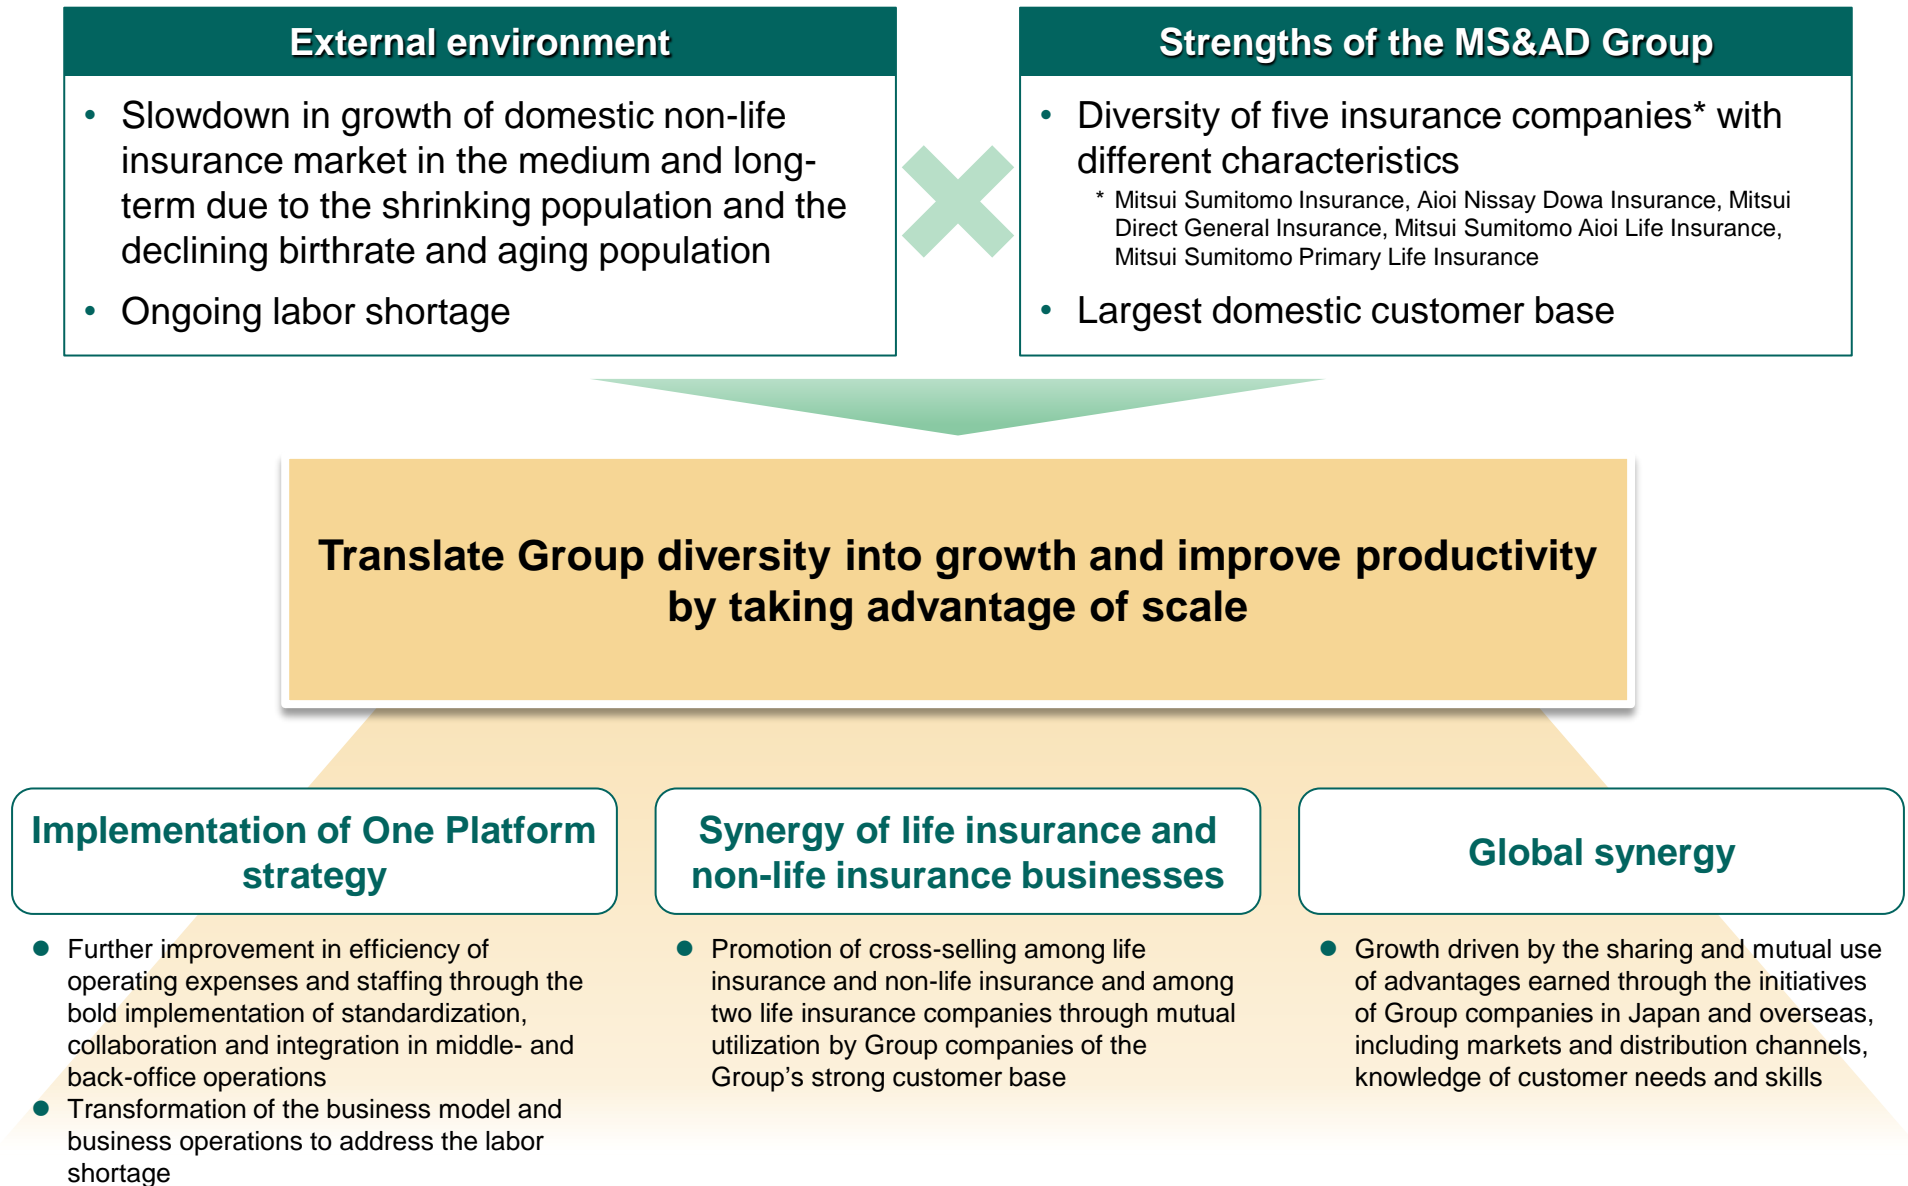 External environment
• Slowdown in growth of domestic non-life
insurance market in the medium and long-
term due to the shrinking population and the
declining birthrate and aging population
• Ongoing labor shortage
Strengths of the MS&AD Group
• Diversity of five insurance companies* with
different characteristics
* Mitsui Sumitomo Insurance, Aioi Nissay Dowa Insurance, Mitsui
Direct General Insurance, Mitsui Sumitomo Aioi Life Insurance,
Mitsui Sumitomo Primary Life Insurance
• Largest domestic customer base
Translate Group diversity into growth and improve productivity
by taking advantage of scale
Implementation of One Platform
strategy
● Further improvement in efficiency of
operating expenses and staffing through the
bold implementation of standardization,
collaboration and integration in middle- and
back-office operations
● Transformation of the business model and
business operations to address the labor
shortage
Synergy of life insurance and
non-life insurance businesses
● Promotion of cross-selling among life
insurance and non-life insurance and among
two life insurance companies through mutual
utilization by Group companies of the
Group’s strong customer base
Global synergy
● Growth driven by the sharing and mutual use
of advantages earned through the initiatives
of Group companies in Japan and overseas,
including markets and distribution channels,
knowledge of customer needs and skills